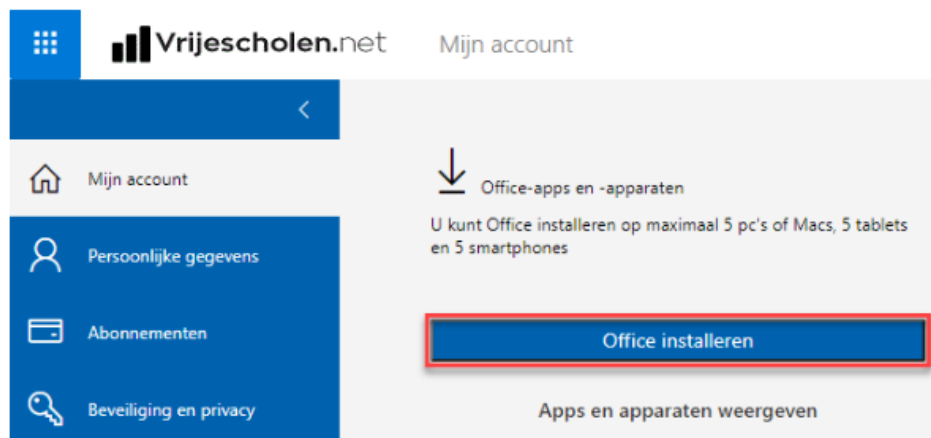 Vrijescholen.net
Mijn account
Mijn account
Persoonlijke gegevens
Abonnementen
Beveiliging en privacy
Office-apps en -apparaten
U kunt Office installeren op maximaal 5 pc's of Macs, 5 tablets
en 5 smartphones
Office installeren
Apps en apparaten weergeven